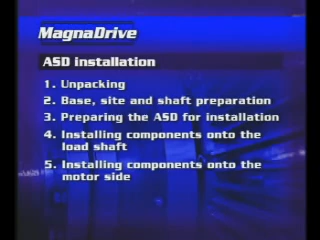 MagnaDrive
ASD installation
1. Unpacking
2. Base, site and shaft preparation
3. Preparing the ASD for installation
4. Installing components onto the
load shaft
5. Installing components onto the
motor side